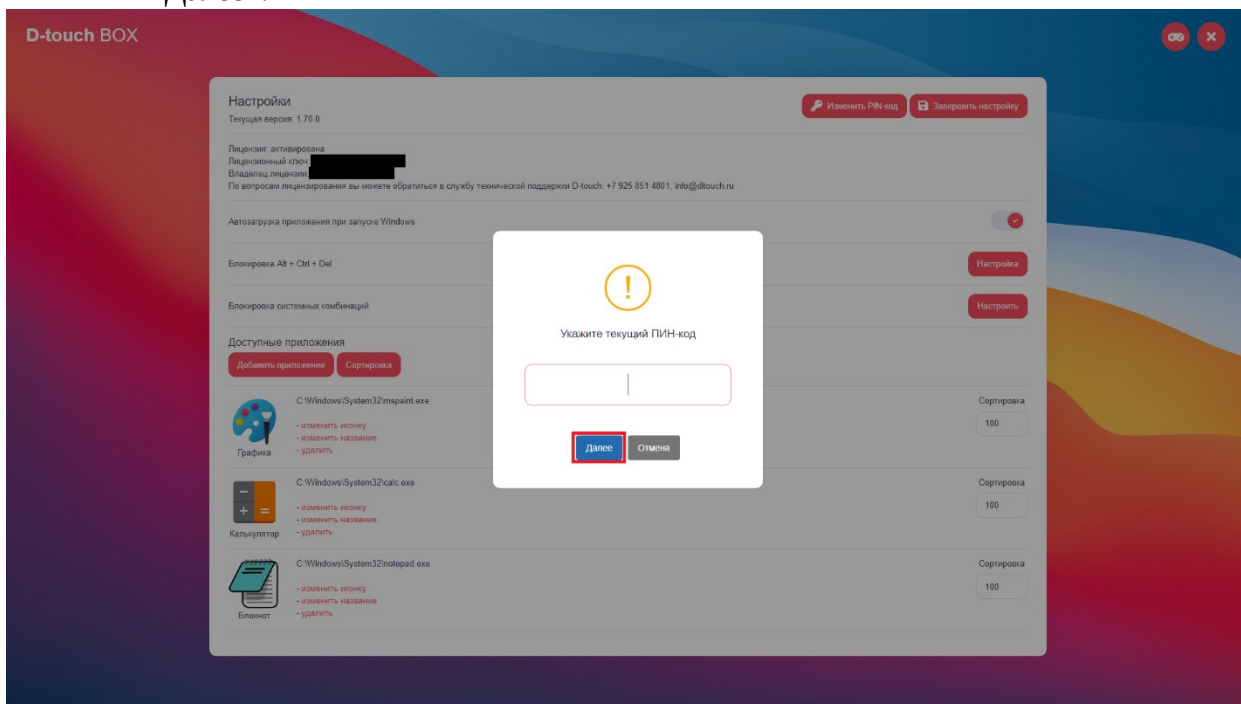 D-touch BOX
Настройки
Текущая версия: 1.70.0
Изменить PIN-код
Завершить настройку
Лицензия: активирована
Лицензионный ключ:
Владелец лицензии:
По вопросам лицензирования вы можете обратиться в службу технической поддержки D-touch: +7 925 851 4801, info@dtouch.ru
Автозагрузка приложения при запуске Windows
Блокировка Alt + Ctrl + Del
Настройка
Блокировка системных комбинаций
Настроить
Укажите текущий ПИН-код
Далее
Отмена
Доступные приложения
Добавить приложение
Сортировка
C:\Windows\System32\mspaint.exe
- изменить иконку
- изменить название
- удалить
Графика
Сортировка
100
C:\Windows\System32\calc.exe
- изменить иконку
- изменить название
- удалить
Калькулятор
Сортировка
100
C:\Windows\System32\notepad.exe
- изменить иконку
- изменить название
- удалить
Блокнот
Сортировка
100